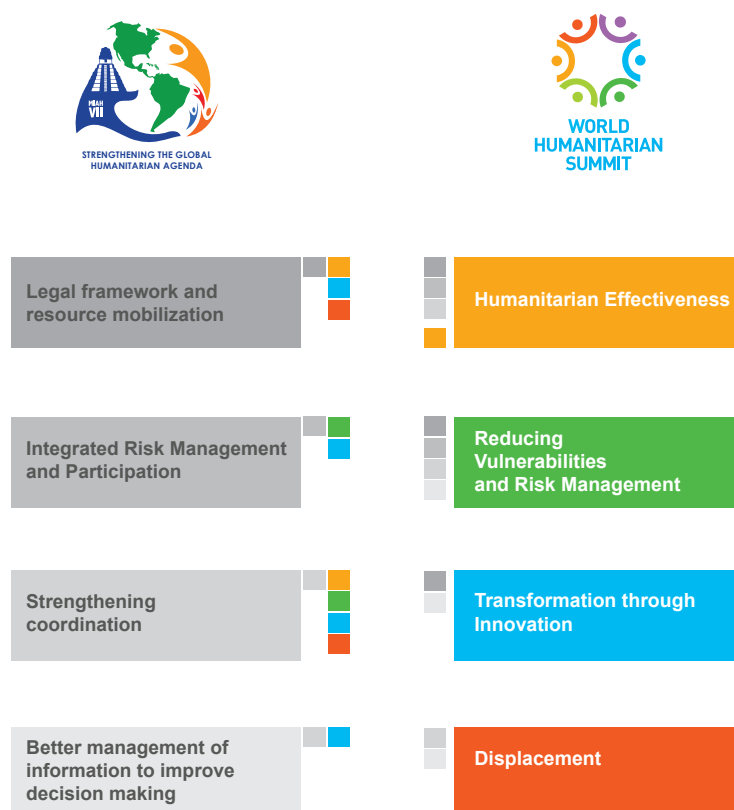 MIAH
VII
STRENGTHENING THE GLOBAL
HUMANITARIAN AGENDA
WORLD
HUMANITARIAN
SUMMIT
Legal framework and
resource mobilization
Humanitarian Effectiveness
Integrated Risk Management
and Participation
Reducing
Vulnerabilities
and Risk Management
Strengthening
coordination
Transformation through
Innovation
Better management of
information to improve
decision making
Displacement